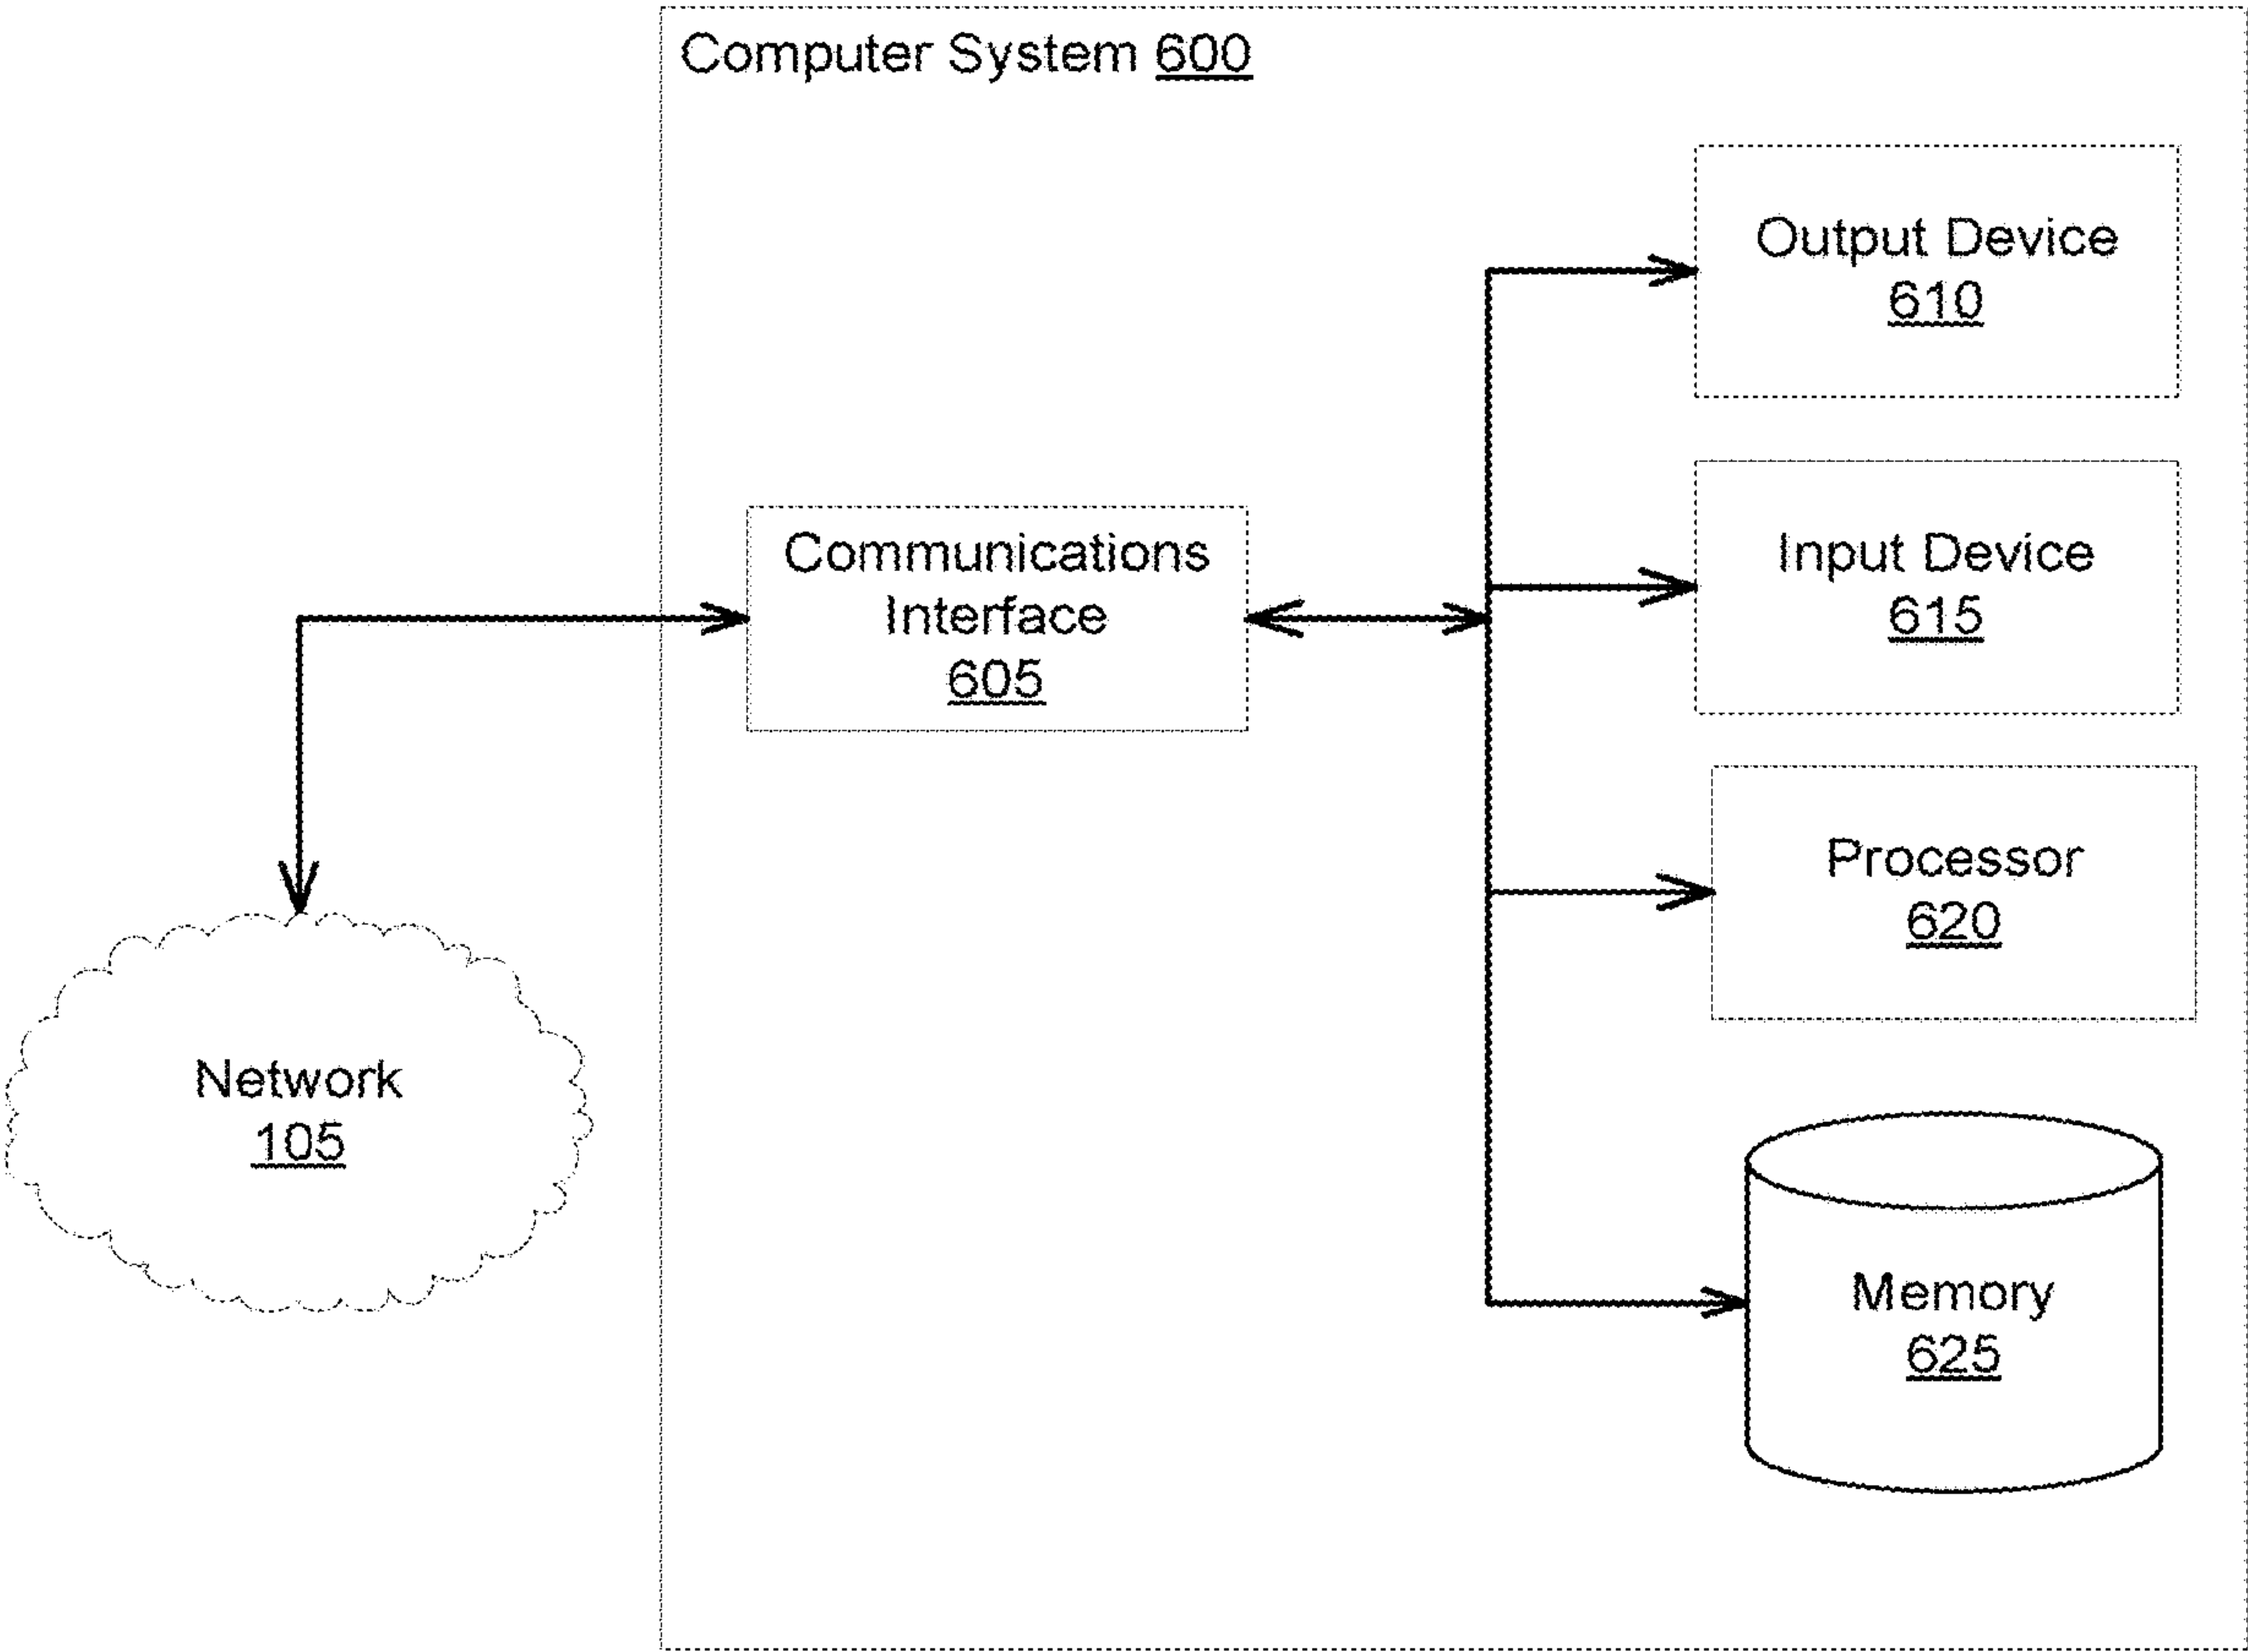 Computer System 600
Output Device
610
Input Device
615
Communications
Interface
605
Processor
620
Network
105
Memory
625